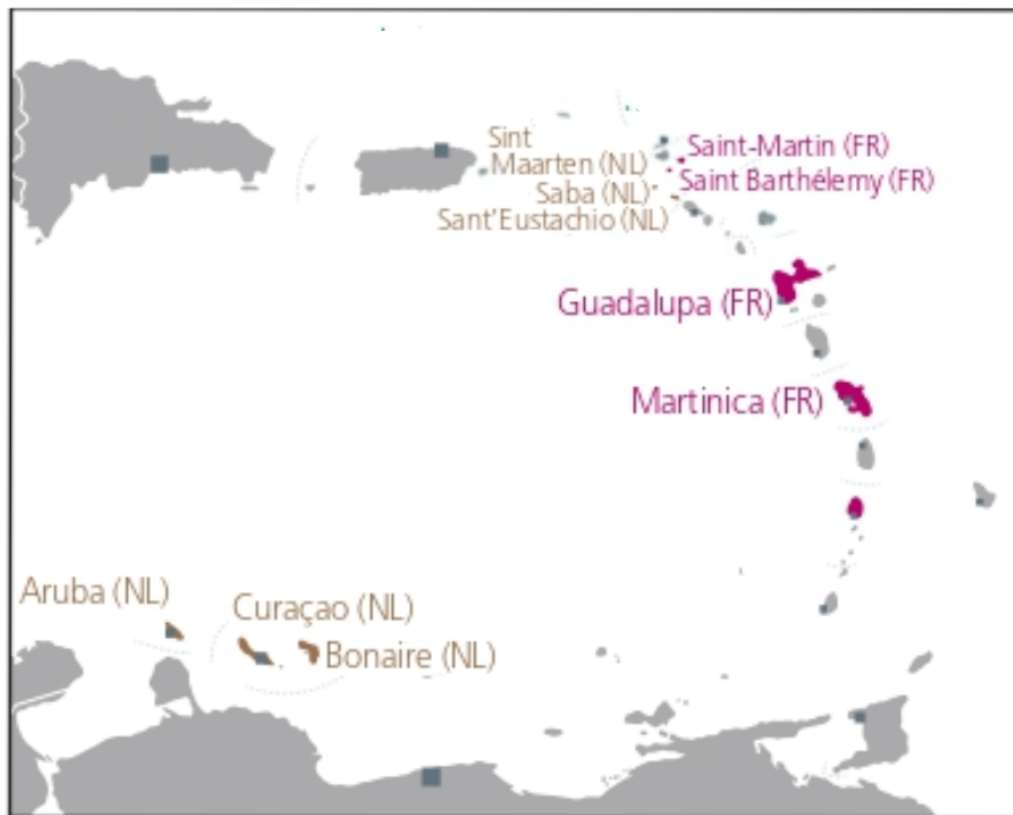 Sint
Maarten (NL)
Saint-Martin (FR)
Saba (NL)
Saint Barthélemy (FR)
Sant'Eustachio (NL)
Guadalupa (FR)
Martinica (FR)
Aruba (NL)
Curaçao (NL)
Bonaire (NL)